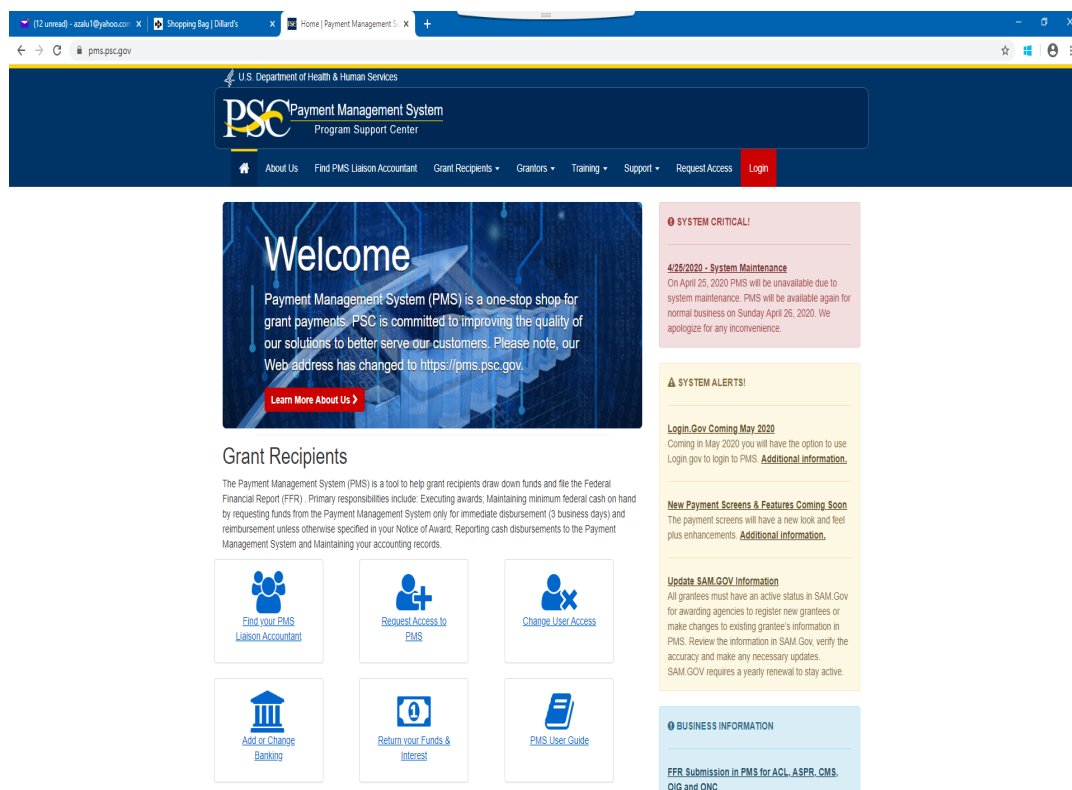 (12 unread) - azalu1@yahoo.com
Shopping Bag | Dillard's
Home | Payment Management S
pms.psc.gov
U.S. Department of Health & Human Services
PSC Payment Management System
Program Support Center
About Us
Find PMS Liaison Accountant
Grant Recipients
Grantors
Training
Support
Request Access
Login
Welcome
Payment Management System (PMS) is a one-stop shop for
grant payments. PSC is committed to improving the quality of
our solutions to better serve our customers. Please note, our
Web address has changed to https://pms.psc.gov.
Learn More About Us
Grant Recipients
The Payment Management System (PMS) is a tool to help grant recipients draw down funds and file the Federal
Financial Report (FFR) . Primary responsibilities include: Executing awards; Maintaining minimum federal cash on hand
by requesting funds from the Payment Management System only for immediate disbursement (3 business days) and
reimbursement unless otherwise specified in your Notice of Award; Reporting cash disbursements to the Payment
Management System and Maintaining your accounting records.
Find your PMS
Liaison Accountant
Request Access to
PMS
Change User Access
Add or Change
Banking
Return your Funds &
Interest
PMS User Guide
SYSTEM CRITICAL!
4/25/2020 - System Maintenance
On April 25, 2020 PMS will be unavailable due to
system maintenance. PMS will be available again for
normal business on Sunday April 26, 2020. We
apologize for any inconvenience.
SYSTEM ALERTS!
Login.Gov Coming May 2020
Coming in May 2020 you will have the option to use
Login.gov to login to PMS. Additional information.
New Payment Screens & Features Coming Soon
The payment screens will have a new look and feel
plus enhancements. Additional information.
Update SAM.GOV Information
All grantees must have an active status in SAM.Gov
for awarding agencies to register new grantees or
make changes to existing grantee's information in
PMS. Review the information in SAM.Gov, verify the
accuracy and make any necessary updates.
SAM.GOV requires a yearly renewal to stay active.
BUSINESS INFORMATION
FFR Submission in PMS for ACL, ASPR, CMS,
OIG and ONC